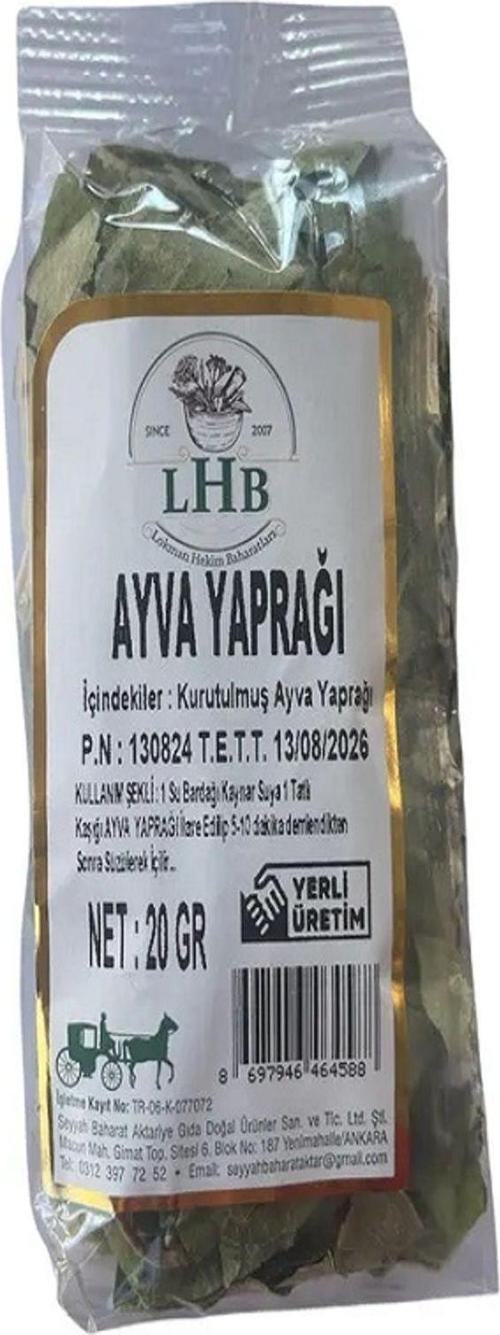 SINCE 2007
LHB
Lokman Hekim Baharatları
AYVA YAPRAĞI
İçindekiler : Kurutulmuş Ayva Yaprağı
P.N : 130824 T.E.T.T. 13/08/2026
KULLANIM ŞEKLİ : 1 Su Bardağı Kaynar Suya 1 Tatlı
Kaşığı AYVA YAPRAĞI İlave Edilip 5-10 dakika demlendikten
Sonra Süzülerek İçilir...
NET : 20 GR
YERLİ
ÜRETİM
8 697946 464588
İşletme Kayıt No: TR-06-K-077072
Seyyah Baharat Aktariye Gıda Doğal Ürünler San. ve Tic. Ltd. Şti.
Macun Mah. Gimat Top. Sitesi 6. Blok No: 187 Yenimahalle/ANKARA
Tel: 0312 397 72 52 • Email: seyyahbaharataktar@gmail.com